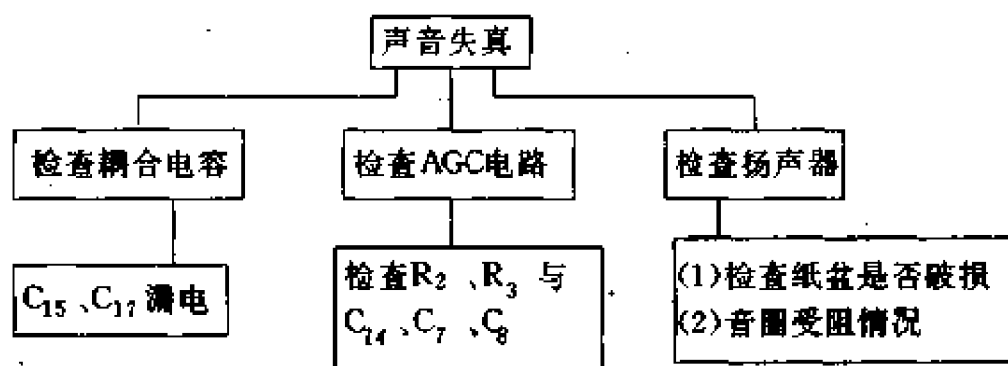 声音失真
检查耦合电容
检查AGC电路
检查扬声器
C₁₅、C₁₇漏电
检查R₂、R₃与
C₁₄、C₇、C₈
(1)检查纸盆是否破损
(2)音圈受阻情况